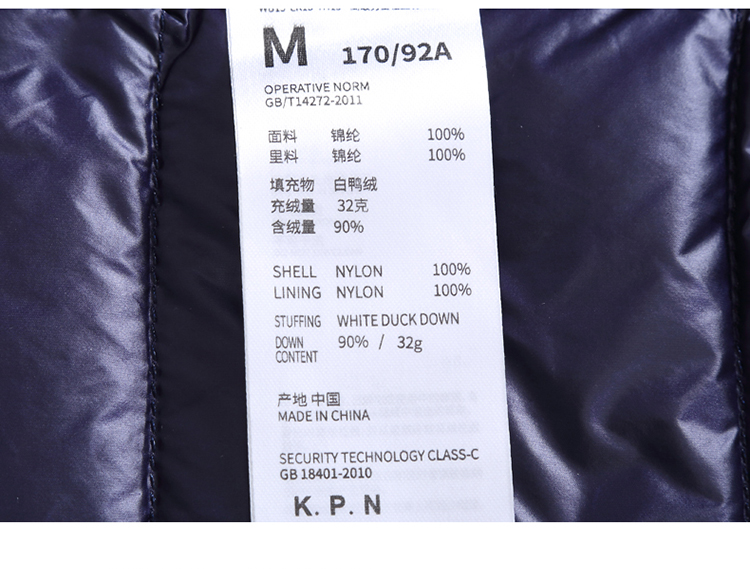 M 170/92A
OPERATIVE NORM
GB/T14272-2011
面料 锦纶 100%
里料 锦纶 100%
填充物 白鸭绒
充绒量 32克
含绒量 90%
SHELL NYLON 100%
LINING NYLON 100%
STUFFING WHITE DUCK DOWN
DOWN CONTENT 90% / 32g
产地 中国
MADE IN CHINA
SECURITY TECHNOLOGY CLASS-C
GB 18401-2010
K. P. N